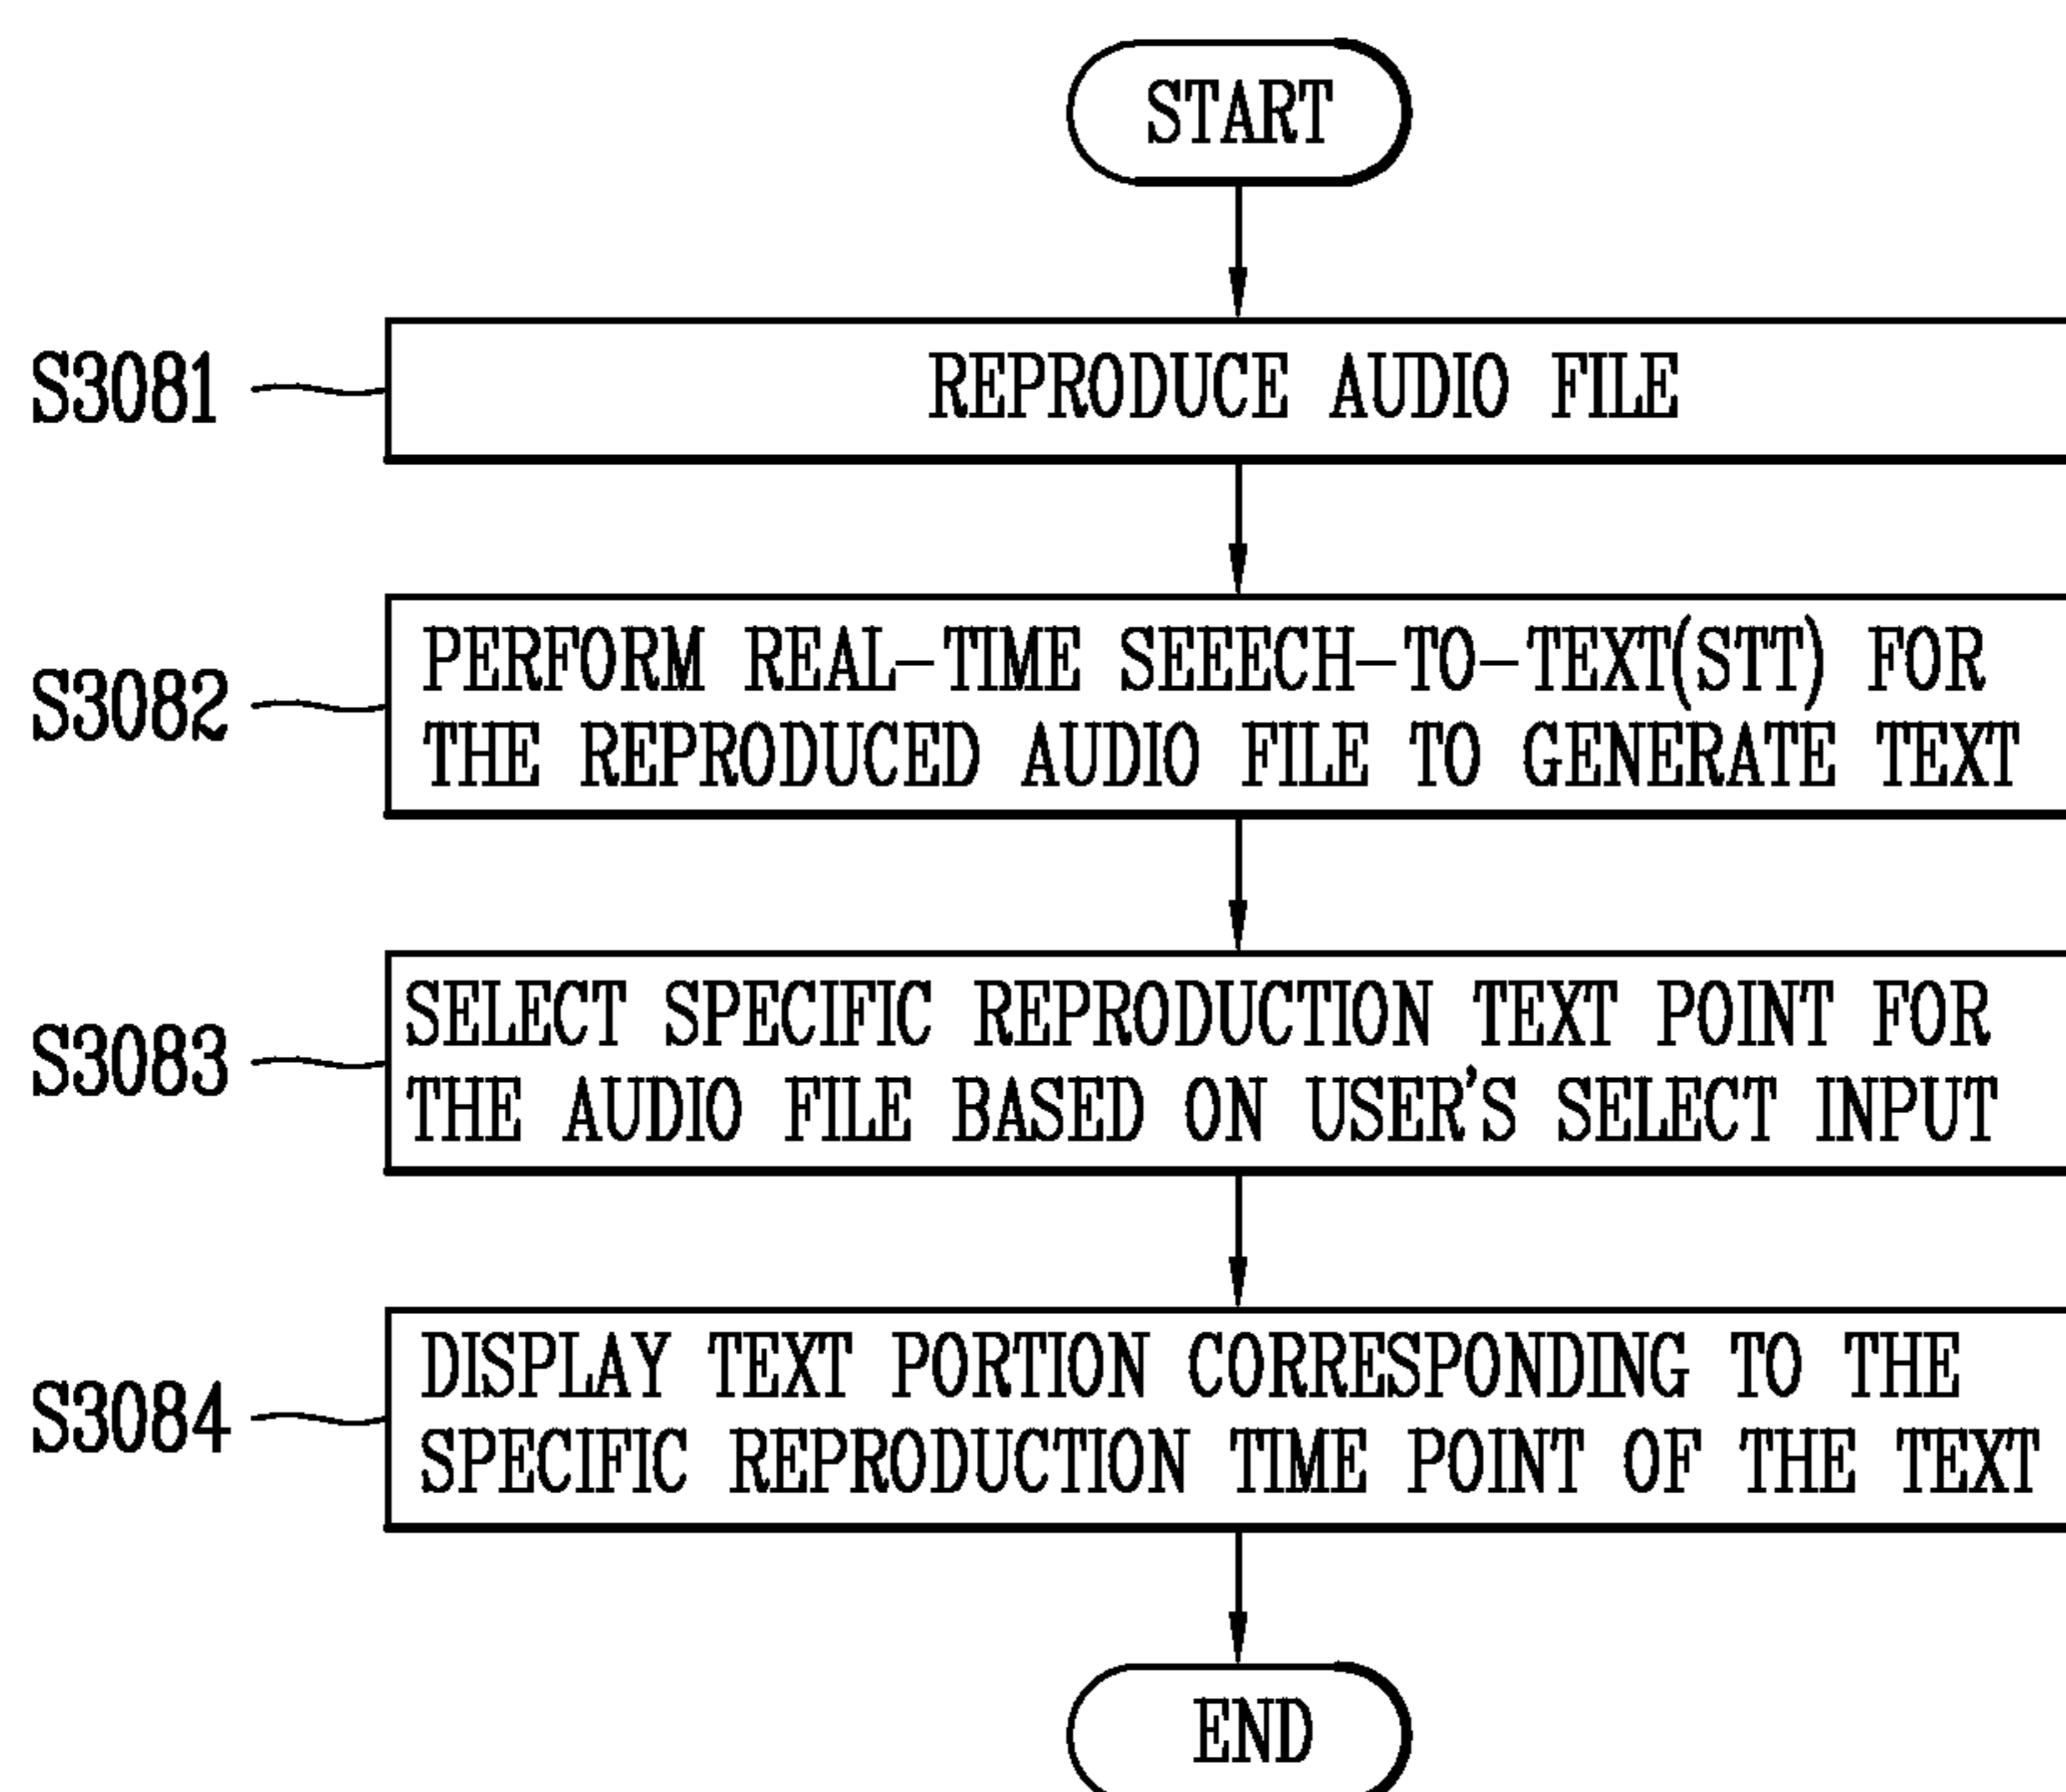 START
S3081
REPRODUCE AUDIO FILE
S3082
PERFORM REAL-TIME SEEECH-TO-TEXT(STT) FOR
THE REPRODUCED AUDIO FILE TO GENERATE TEXT
S3083
SELECT SPECIFIC REPRODUCTION TEXT POINT FOR
THE AUDIO FILE BASED ON USER'S SELECT INPUT
S3084
DISPLAY TEXT PORTION CORRESPONDING TO THE
SPECIFIC REPRODUCTION TIME POINT OF THE TEXT
END